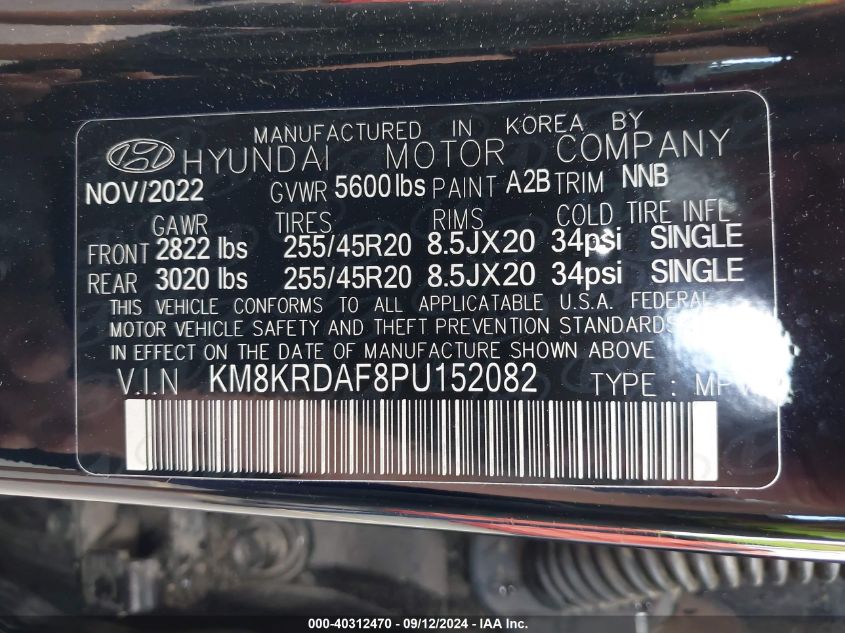 MANUFACTURED IN KOREA BY
HYUNDAI MOTOR COMPANY
NOV/2022 GVWR 5600lbs PAINT A2B TRIM NNB
GAWR TIRES RIMS COLD TIRE INFL
FRONT 2822 lbs 255/45R20 8.5JX20 34psi SINGLE
REAR 3020 lbs 255/45R20 8.5JX20 34psi SINGLE
THIS VEHICLE CONFORMS TO ALL APPLICATABLE U.S.A. FEDERAL
MOTOR VEHICLE SAFETY AND THEFT PREVENTION STANDARDS
IN EFFECT ON THE DATE OF MANUFACTURE SHOWN ABOVE
V.I.N KM8KRDAF8PU152082 TYPE :
000-40312470 - 09/12/2024 - IAA Inc.